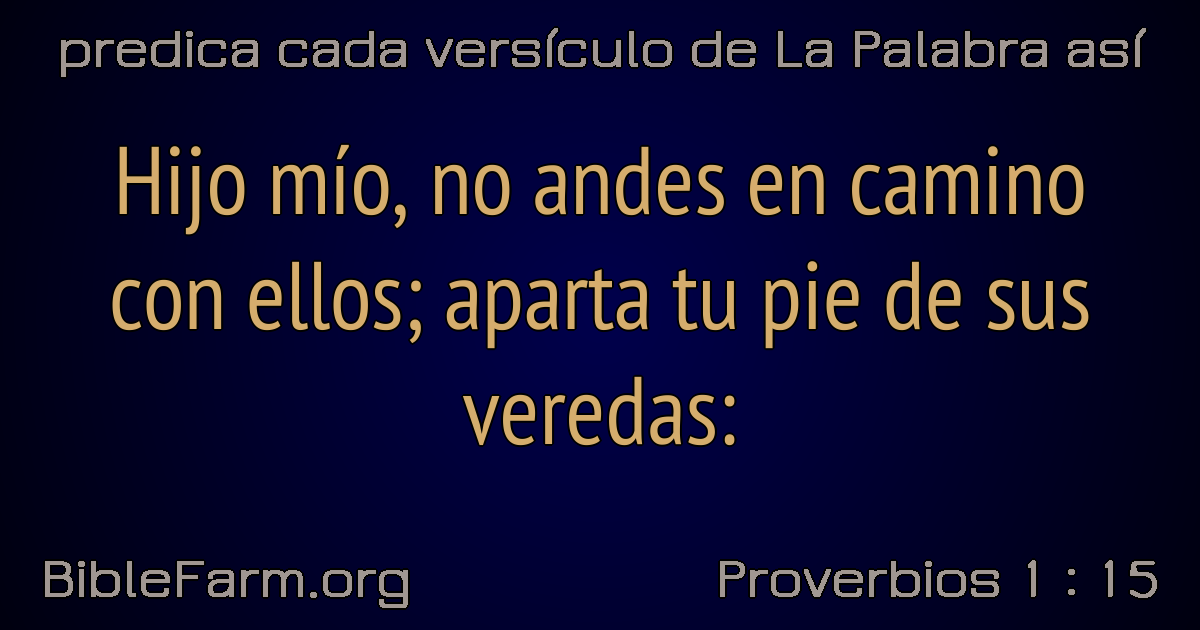 predica cada versículo de La Palabra así
Hijo mío, no andes en camino
con ellos; aparta tu pie de sus
veredas:
BibleFarm.org
Proverbios 1 : 15